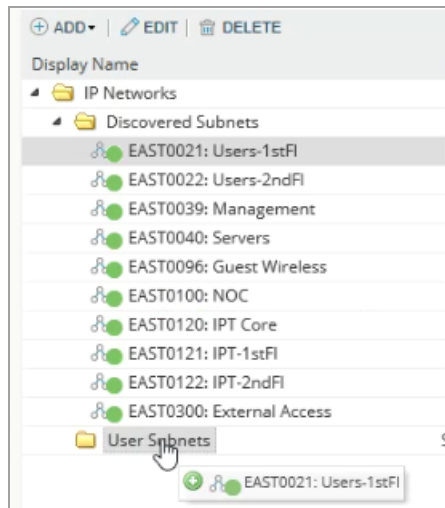 ADD | EDIT | DELETE
Display Name
IP Networks
Discovered Subnets
EAST0021: Users-1stFl
EAST0022: Users-2ndFl
EAST0039: Management
EAST0040: Servers
EAST0096: Guest Wireless
EAST0100: NOC
EAST0120: IPT Core
EAST0121: IPT-1stFl
EAST0122: IPT-2ndFl
EAST0300: External Access
User Subnets
EAST0021: Users-1stFl